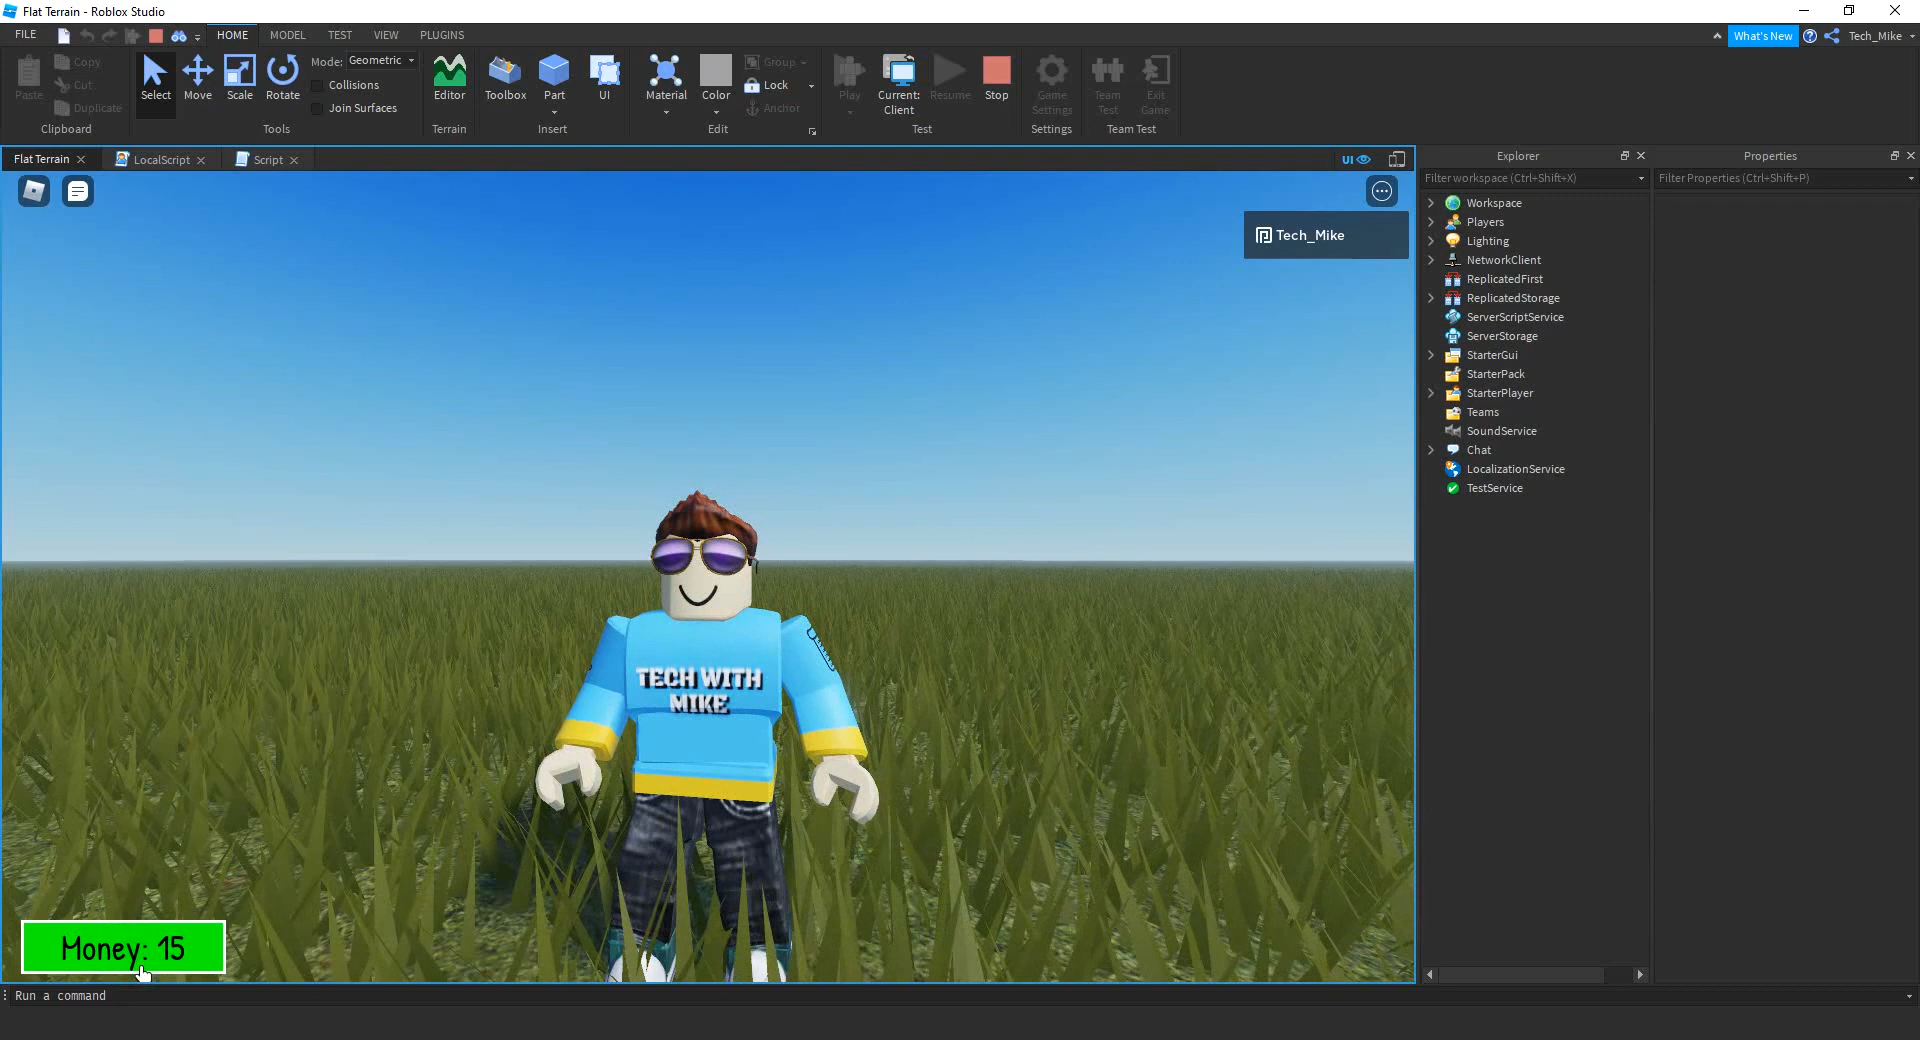 Flat Terrain - Roblox Studio
FILE HOME MODEL TEST VIEW PLUGINS What's New Tech_Mike
Paste Copy Cut Duplicate Clipboard
Select Move Scale Rotate Mode: Geometric Collisions Join Surfaces Tools
Editor Terrain
Toolbox Part UI Insert
Material Color Group Lock Anchor Edit
Play Current: Client Resume Stop Test
Game Settings Settings
Team Test Exit Game Team Test
Flat Terrain LocalScript Script UI
Tech_Mike
TECH WITH
MIKE
Money: 15
Explorer
Filter workspace (Ctrl+Shift+X)
Workspace
Players
Lighting
NetworkClient
ReplicatedFirst
ReplicatedStorage
ServerScriptService
ServerStorage
StarterGui
StarterPack
StarterPlayer
Teams
SoundService
Chat
LocalizationService
TestService
Properties
Filter Properties (Ctrl+Shift+P)
Run a command